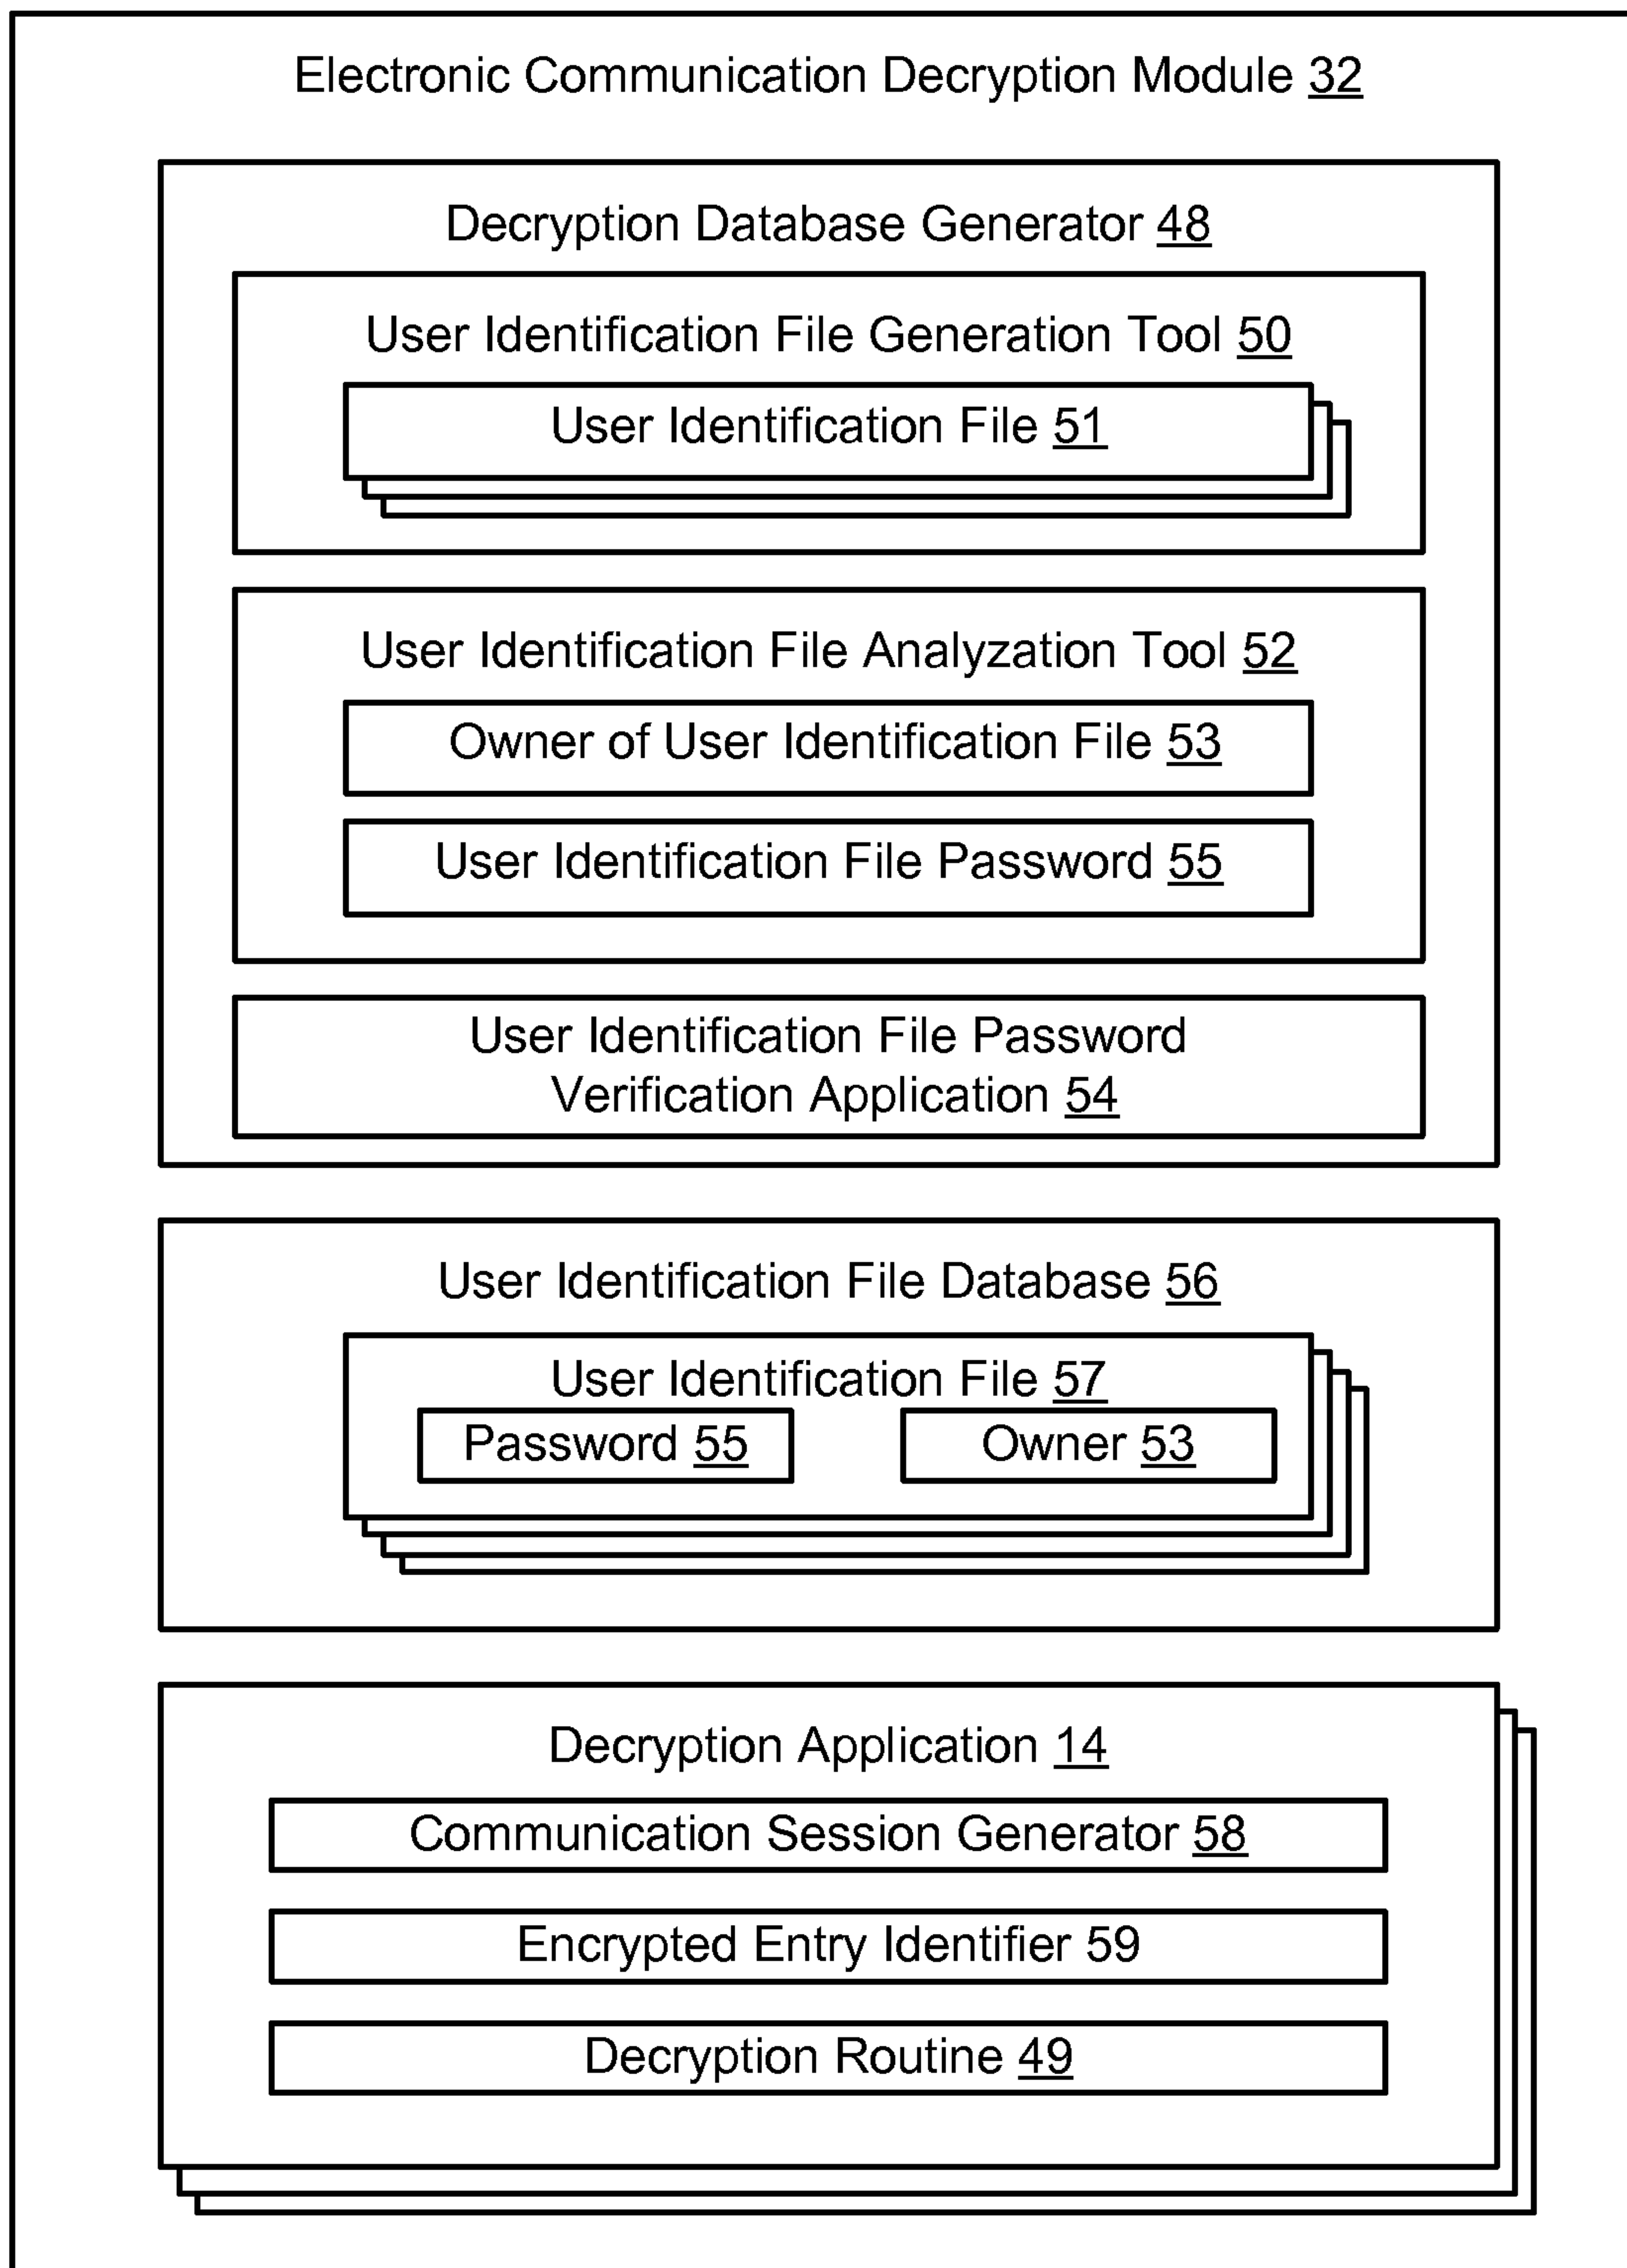 Electronic Communication Decryption Module 32
Decryption Database Generator 48
User Identification File Generation Tool 50
User Identification File 51
User Identification File Analyzation Tool 52
Owner of User Identification File 53
User Identification File Password 55
User Identification File Password
Verification Application 54
User Identification File Database 56
User Identification File 57
Password 55
Owner 53
Decryption Application 14
Communication Session Generator 58
Encrypted Entry Identifier 59
Decryption Routine 49